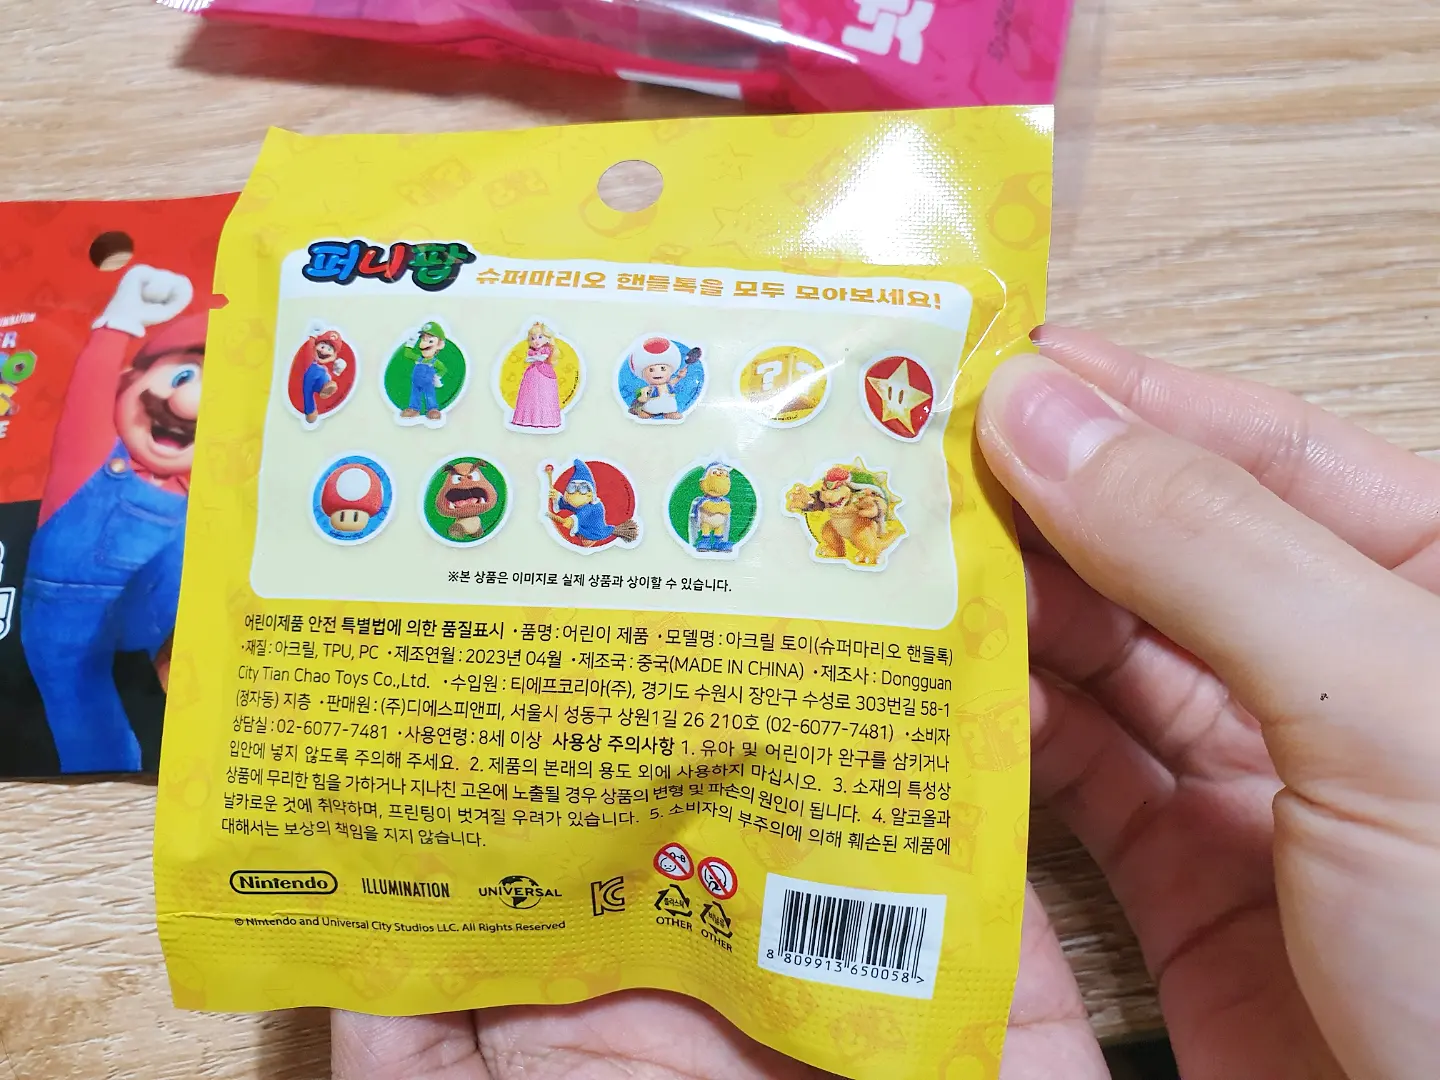 퍼니팝 슈퍼마리오 핸들톡을 모두 모아보세요!
※본 상품은 이미지로 실제 상품과 상이할 수 있습니다.
어린이제품 안전 특별법에 의한 품질표시 ・품명 : 어린이 제품 ・모델명 : 아크릴 토이(슈퍼마리오 핸들톡)
・재질 : 아크릴, TPU, PC ・제조연월 : 2023년 04월 ・제조국 : 중국(MADE IN CHINA) ・제조사 : Dongguan
City Tian Chao Toys Co.,Ltd. ・수입원 : 티에프코리아(주), 경기도 수원시 장안구 수성로 303번길 58-1
(정자동) 지층 ・판매원 : (주)디에스피앤피, 서울시 성동구 상원1길 26 210호 (02-6077-7481) ・소비자
상담실 : 02-6077-7481 ・사용연령 : 8세 이상 사용상 주의사항 1. 유아 및 어린이가 완구를 삼키거나
입안에 넣지 않도록 주의해 주세요. 2. 제품의 본래의 용도 외에 사용하지 마십시오. 3. 소재의 특성상
상품에 무리한 힘을 가하거나 지나친 고온에 노출될 경우 상품의 변형 및 파손의 원인이 됩니다. 4. 알코올과
날카로운 것에 취약하며, 프린팅이 벗겨질 우려가 있습니다. 5. 소비자의 부주의에 의해 훼손된 제품에
대해서는 보상의 책임을 지지 않습니다.
Nintendo ILLUMINATION UNIVERSAL
© Nintendo and Universal City Studios LLC. All Rights Reserved
0-8
플라스틱 비닐류
OTHER OTHER
8 809913 650058 >